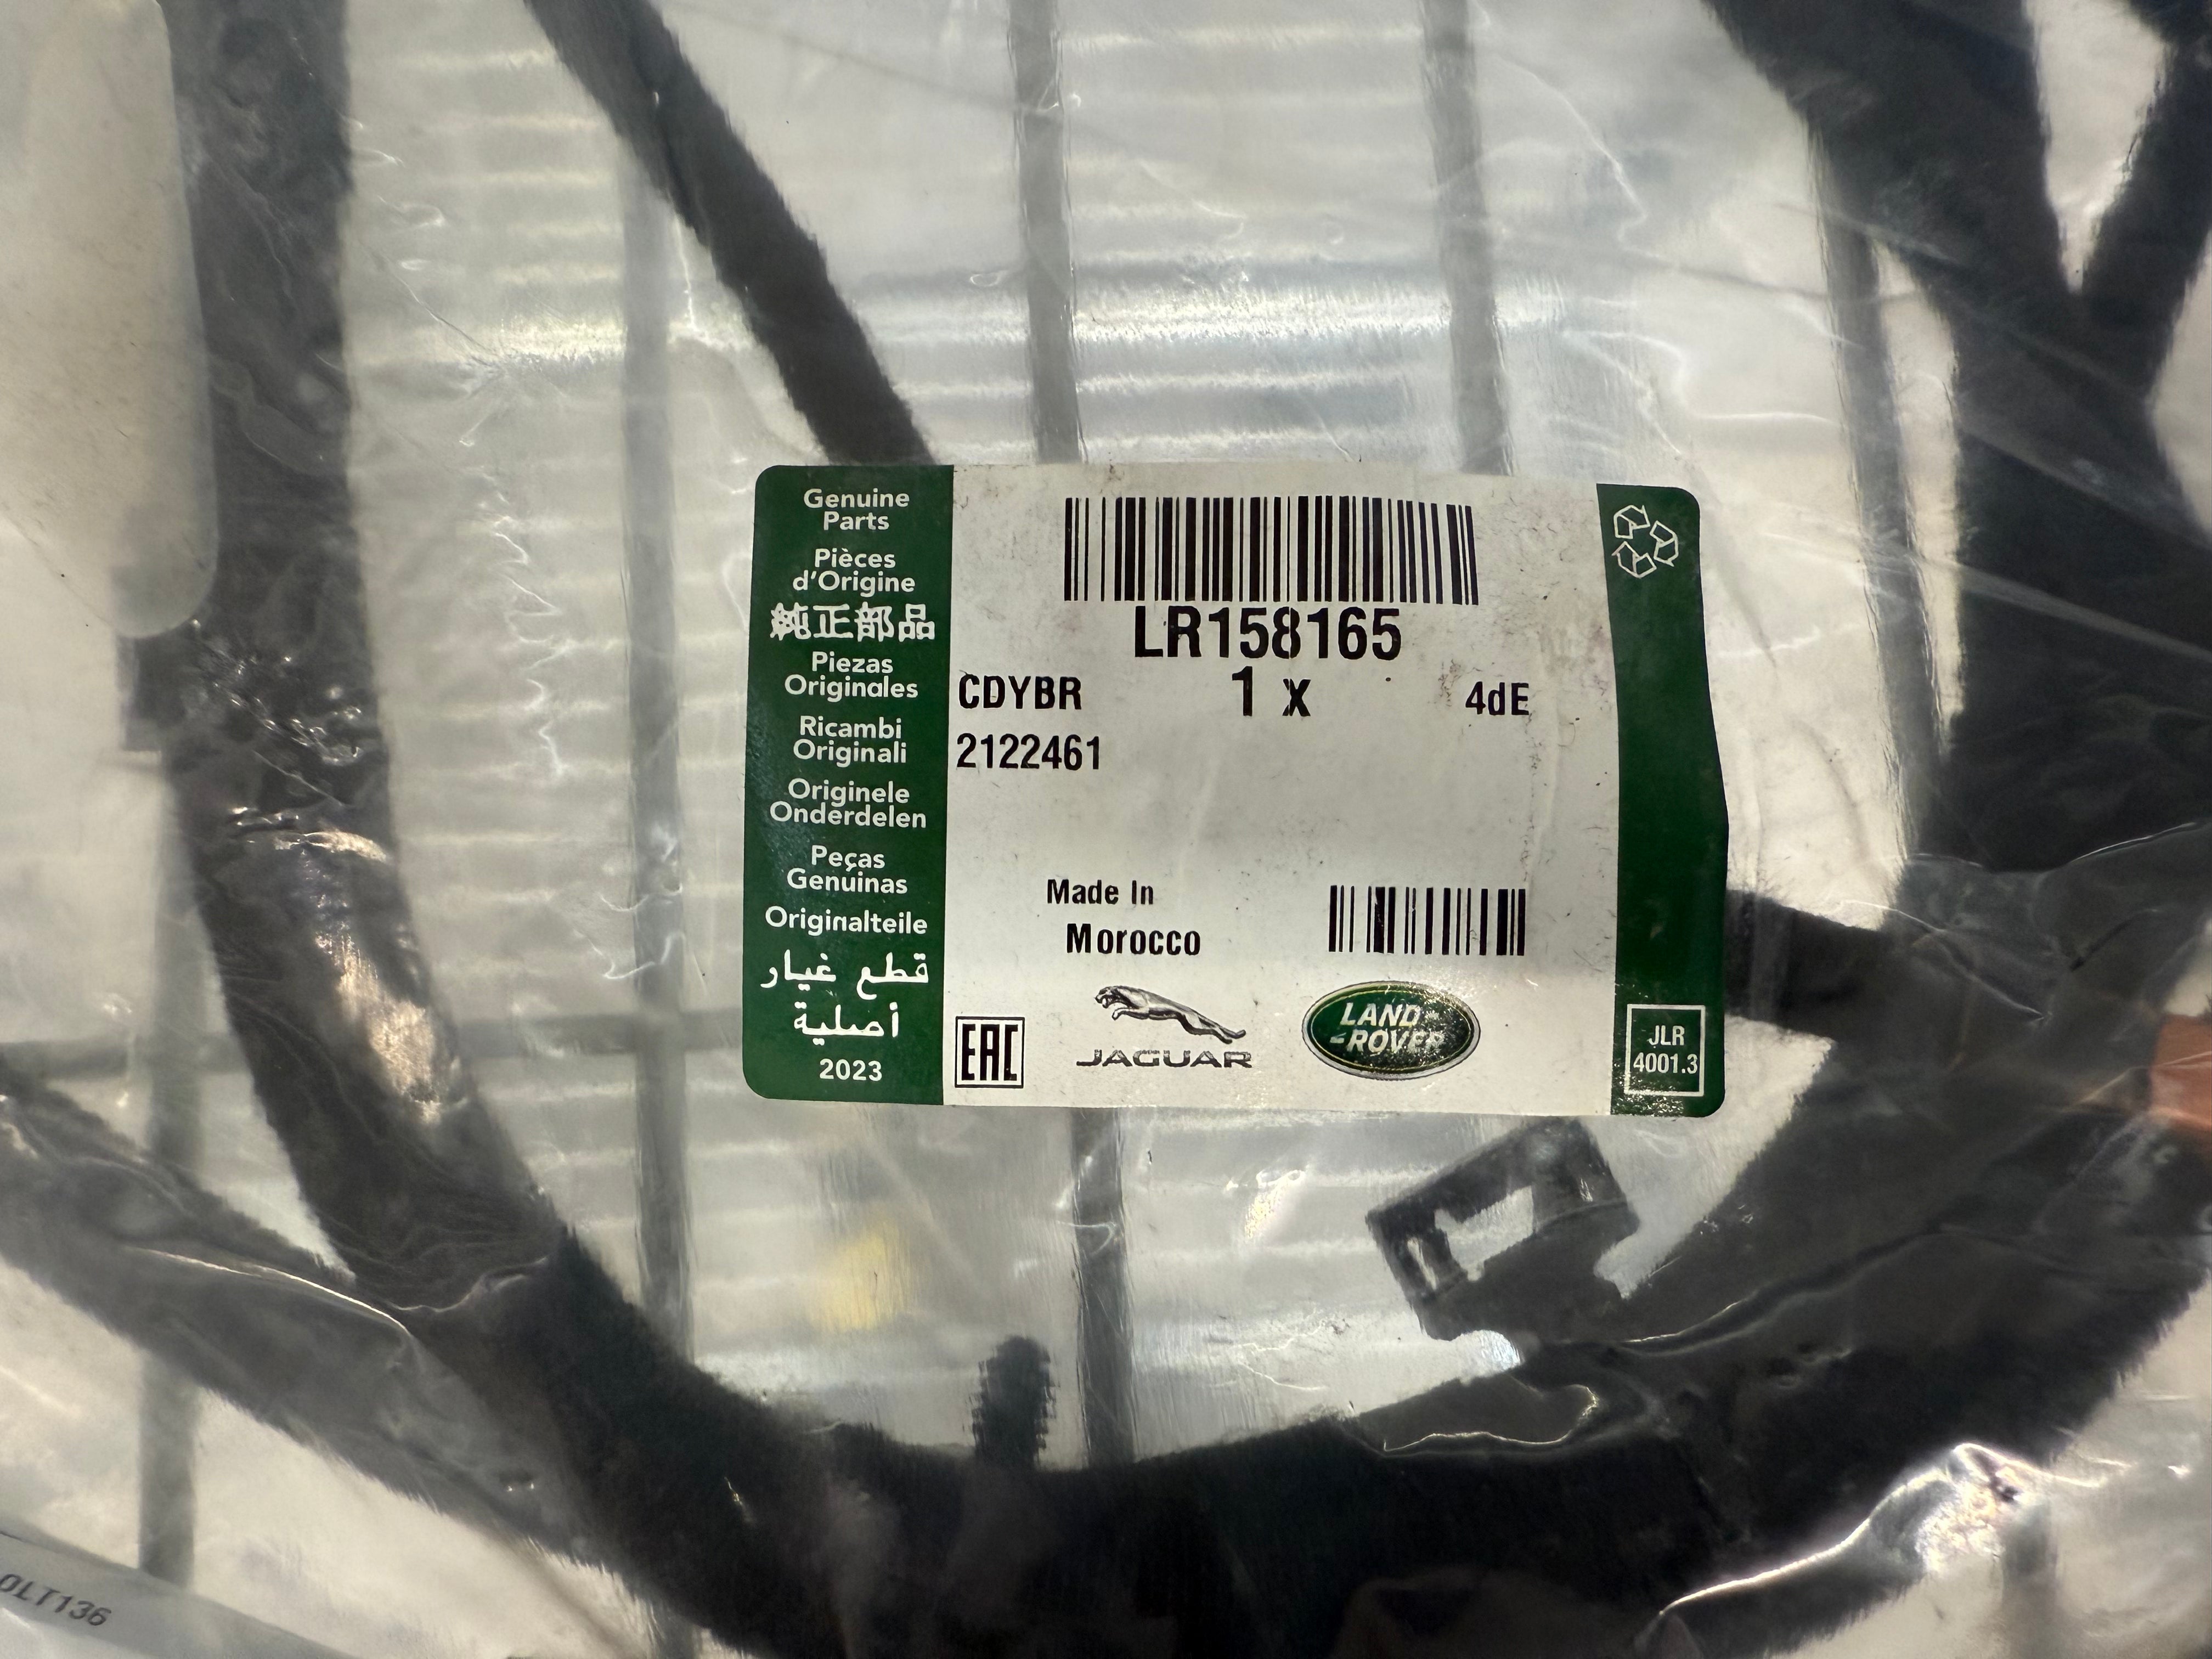 Genuine
Parts
Pièces
d'Origine
純正部品
Piezas
Originales
Ricambi
Originali
Originele
Onderdelen
Peças
Genuinas
Originalteile
قطع غيار
أصلية
2023
LR158165
CDYBR 1 x 4dE
2122461
Made In
Morocco
EAC
JAGUAR
LAND
ROVER
JLR
4001.3
0LT136